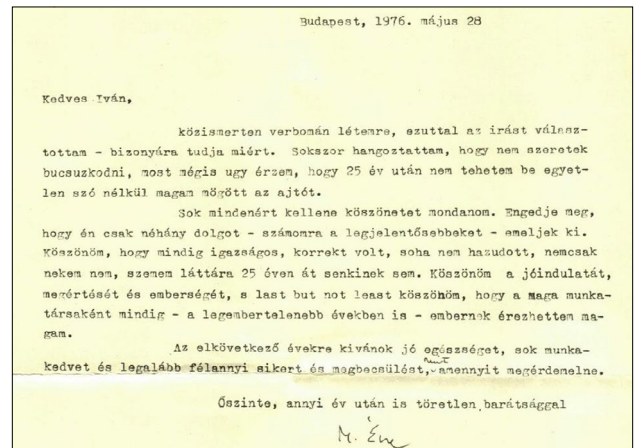 Budapest, 1976. május 28
Kedves Iván,
közismerten verbomán létemre, ezuttal az irást válasz-
tottam - bizonyára tudja miért. Sokszor hangoztattam, hogy nem szeretek
bucsuzkodni, most mégis ugy érzem, hogy 25 év után nem tehetem be egyet-
len szó nélkül magam mögött az ajtót.
Sok mindenért kellene köszönetet mondanom. Engedje meg,
hogy én csak néhány dolgot - számomra a legjelentősebbeket - emeljek ki.
Köszönöm, hogy mindig igazságos, korrekt volt, soha nem hazudott, nemcsak
nekem nem, szemem láttára 25 éven át senkinek sem. Köszönöm a jóindulatát,
megértését és emberségét, s last but not least köszönöm, hogy a maga munka-
társaként mindig - a legembertelenebb években is - embernek érezhettem ma-
gam.
Az elkövetkező évekre kivánok jó egészséget, sok munka-
kedvet és legalább félannyi sikert és megbecsülést, mint amennyit megérdemelne.
Őszinte, annyi év után is töretlen barátsággal
M. Éva